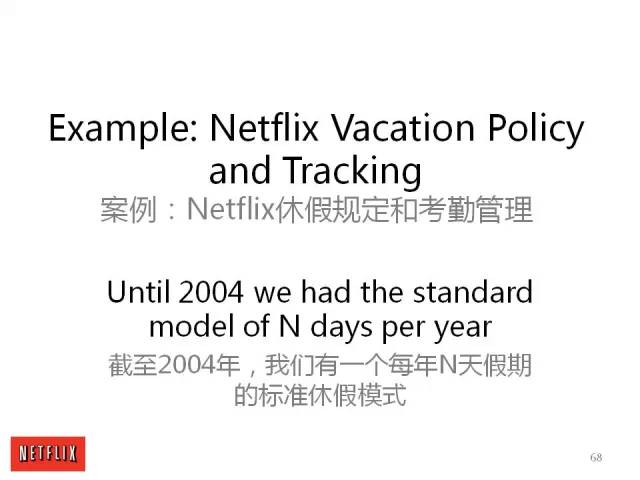 Example: Netflix Vacation Policy
and Tracking
案例：Netflix休假规定和考勤管理
Until 2004 we had the standard
model of N days per year
截至2004年，我们有一个每年N天假期
的标准休假模式
NETFLIX
68